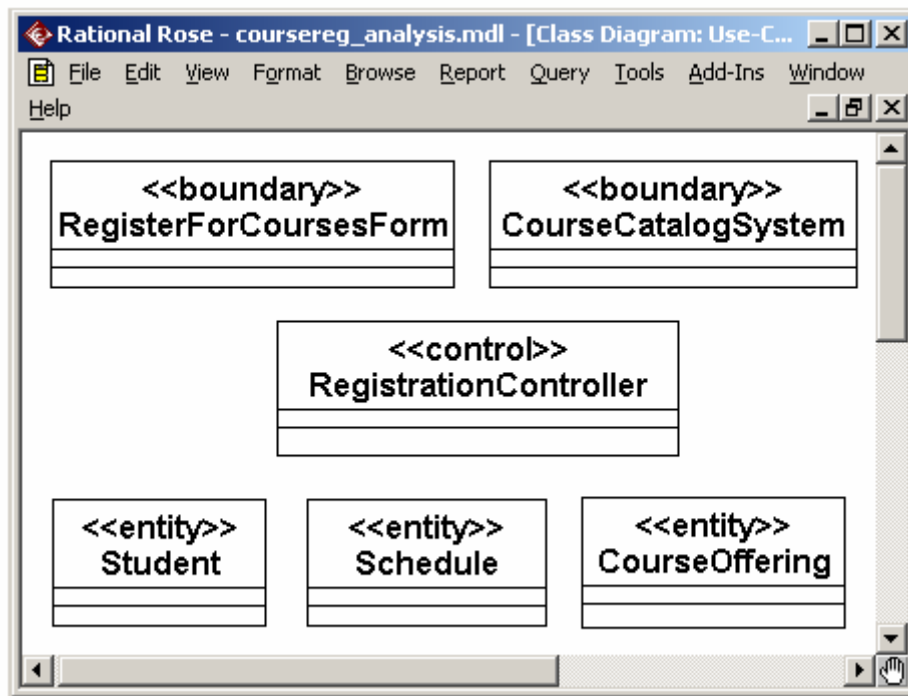 Rational Rose - coursereg_analysis.mdl - [Class Diagram: Use-C...
File Edit View Format Browse Report Query Tools Add-Ins Window
Help
<<boundary>> <<boundary>>
RegisterForCoursesForm CourseCatalogSystem
<<control>>
RegistrationController
<<entity>> <<entity>> <<entity>>
Student Schedule CourseOffering